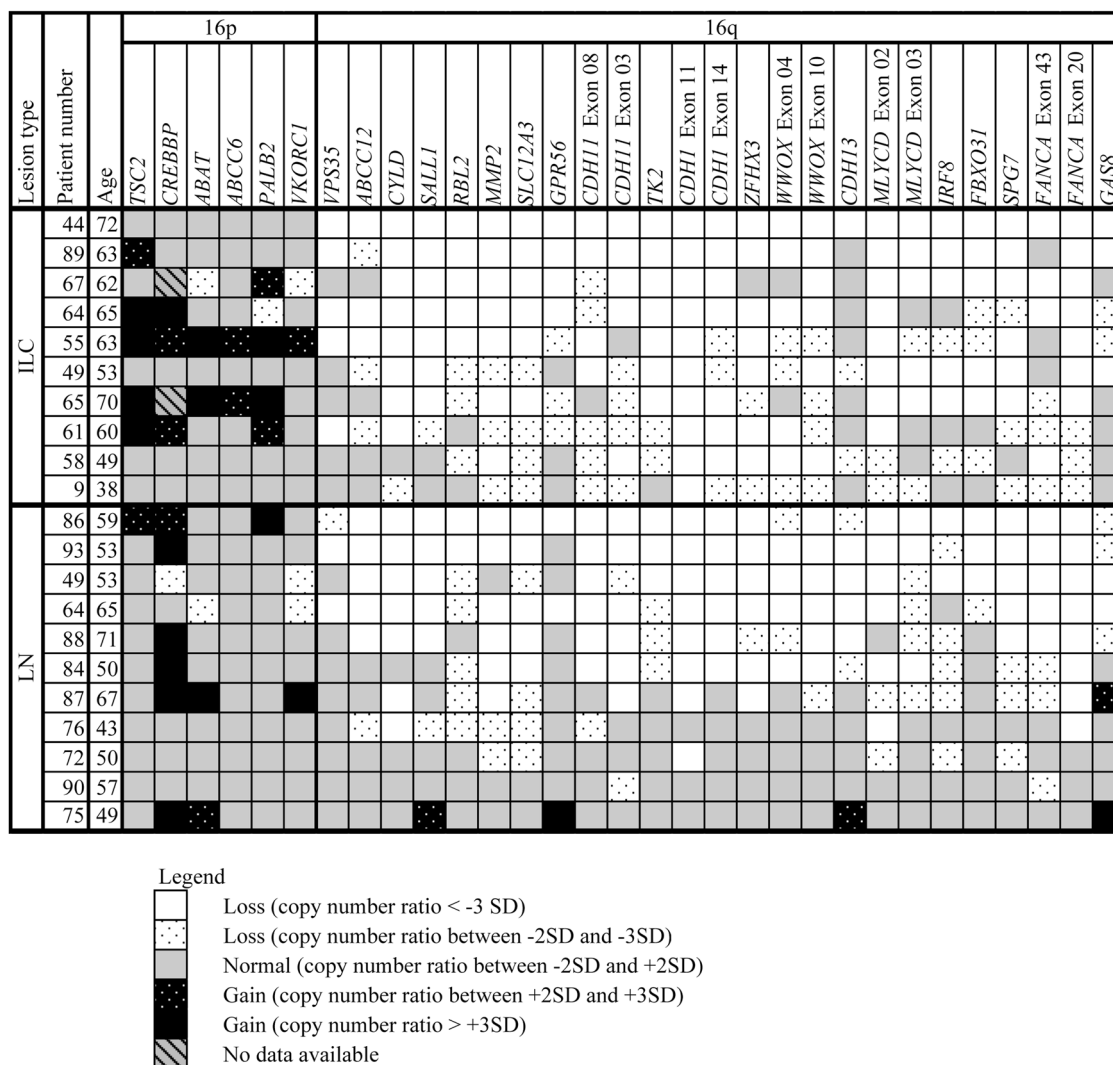 16p 16q
Lesion type Patient number Age TSC2 CREBBP ABAT ABCC6 PALB2 VKORC1 VPS35 ABCC12 CYLD SALL1 RBL2 MMP2 SLC12A3 GPR56 CDH11 Exon 08 CDH11 Exon 03 TK2 CDH1 Exon 11 CDH1 Exon 14 ZFHX3 WWOX Exon 04 WWOX Exon 10 CDH13 MLYCD Exon 02 MLYCD Exon 03 IRF8 FBXO31 SPG7 FANCA Exon 43 FANCA Exon 20 GAS8
ILC
44 72
89 63
67 62
64 65
55 63
49 53
65 70
61 60
58 49
9 38
LN
86 59
93 53
49 53
64 65
88 71
84 50
87 67
76 43
72 50
90 57
75 49
Legend
Loss (copy number ratio < -3 SD)
Loss (copy number ratio between -2SD and -3SD)
Normal (copy number ratio between -2SD and +2SD)
Gain (copy number ratio between +2SD and +3SD)
Gain (copy number ratio > +3SD)
No data available